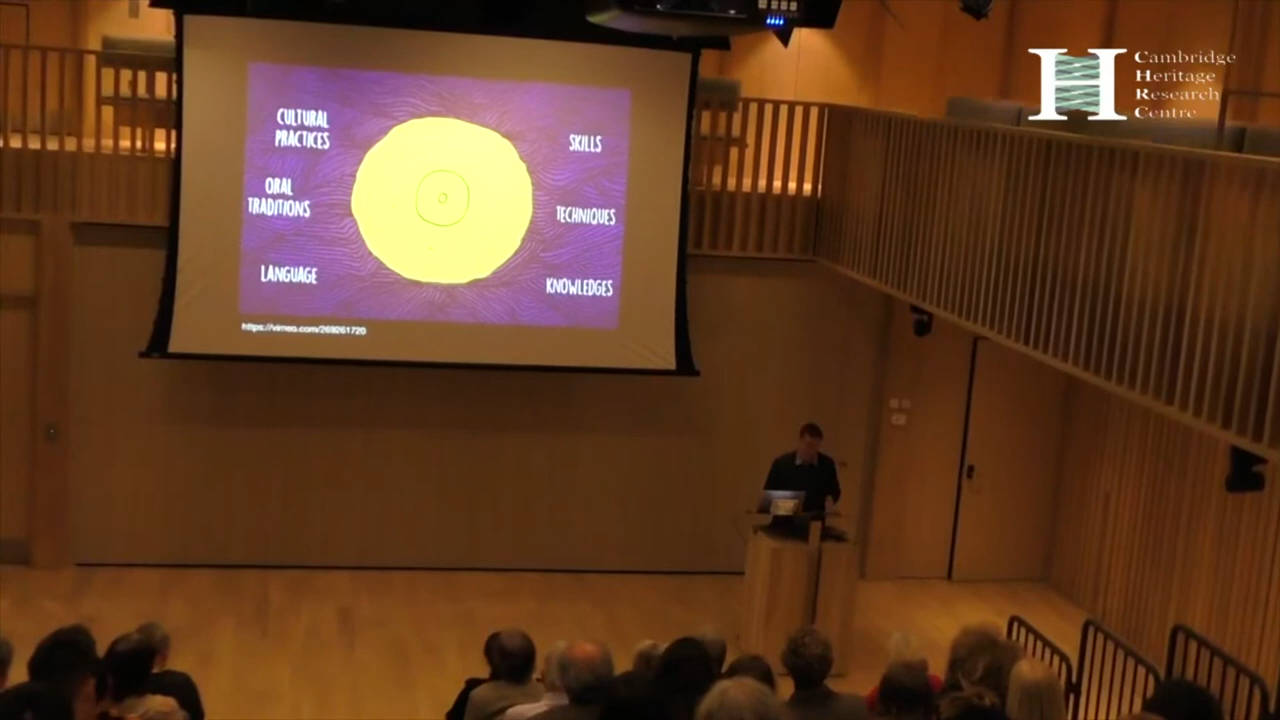 CULTURAL
PRACTICES
ORAL
TRADITIONS
LANGUAGE
SKILLS
TECHNIQUES
KNOWLEDGES
https://vimeo.com/269261720
Cambridge
Heritage
Research
Centre